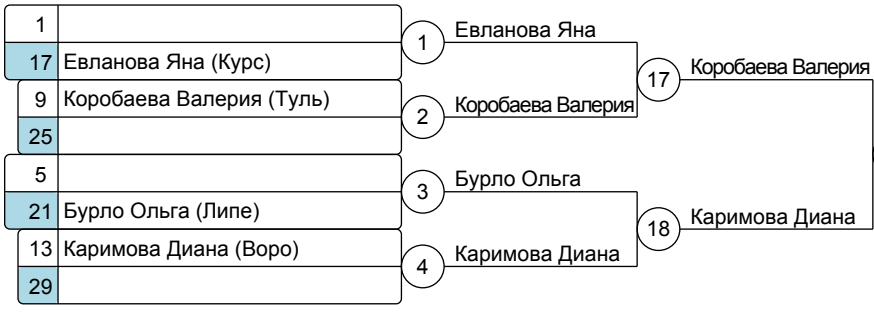 1
17 Евланова Яна (Курс)
9 Коробаева Валерия (Туль)
25
5
21 Бурло Ольга (Липе)
13 Каримова Диана (Воро)
29
1
2
3
4
Евланова Яна
Коробаева Валерия
Бурло Ольга
Каримова Диана
17
18
Коробаева Валерия
Каримова Диана